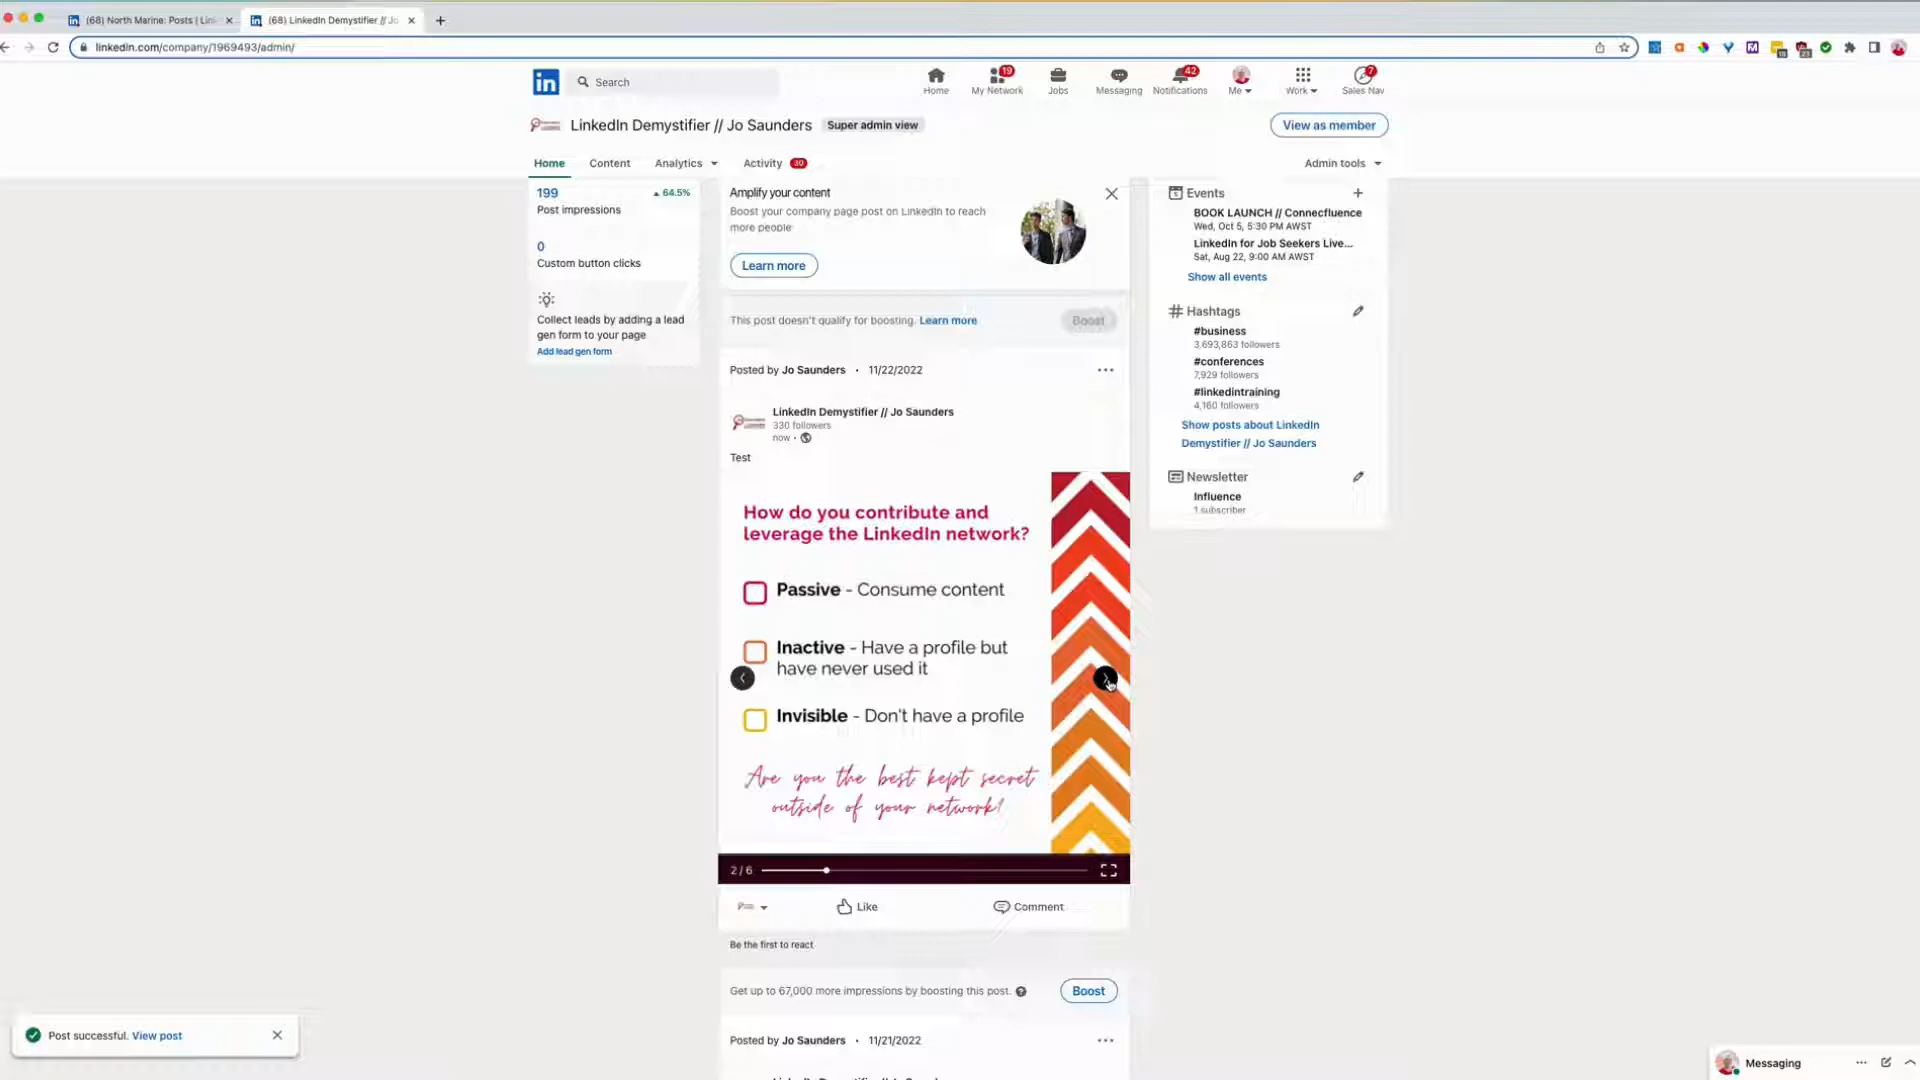 (68) North Marine: Posts | Lin
(68) LinkedIn Demystifier // Jo
linkedin.com/company/1969493/admin/
in
Search
Home
19
My Network
Jobs
Messaging
42
Notifications
Me
Work
7
Sales Nav
LinkedIn Demystifier // Jo Saunders
Super admin view
View as member
Home
Content
Analytics
Activity
30
Admin tools
199
64.5%
Post impressions
0
Custom button clicks
Collect leads by adding a lead
gen form to your page
Add lead gen form
Amplify your content
Boost your company page post on LinkedIn to reach
more people
Learn more
This post doesn't qualify for boosting. Learn more
Boost
Posted by Jo Saunders • 11/22/2022
LinkedIn Demystifier // Jo Saunders
330 followers
now •
Test
How do you contribute and
leverage the LinkedIn network?
Passive - Consume content
Inactive - Have a profile but
have never used it
Invisible - Don't have a profile
Are you the best kept secret
outside of your network?
2 / 6
Like
Comment
Be the first to react
Get up to 67,000 more impressions by boosting this post.
Boost
Posted by Jo Saunders • 11/21/2022
Events
BOOK LAUNCH // Connecfluence
Wed, Oct 5, 5:30 PM AWST
LinkedIn for Job Seekers Live...
Sat, Aug 22, 9:00 AM AWST
Show all events
Hashtags
#business
3,693,863 followers
#conferences
7,929 followers
#linkedintraining
4,160 followers
Show posts about LinkedIn
Demystifier // Jo Saunders
Newsletter
Influence
1 subscriber
Post successful. View post
Messaging